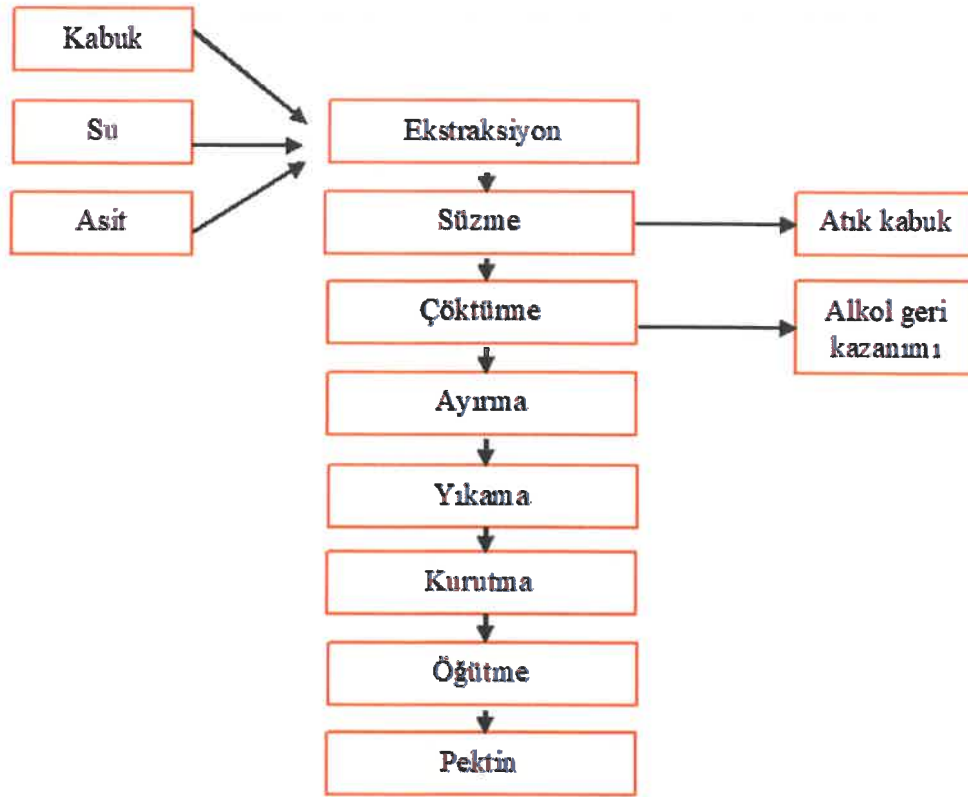 Kabuk
Su
Asit
Ekstraksiyon
Süzme
Atık kabuk
Çöktürme
Alkol geri
kazanımı
Ayırma
Yıkama
Kurutma
Öğütme
Pektin